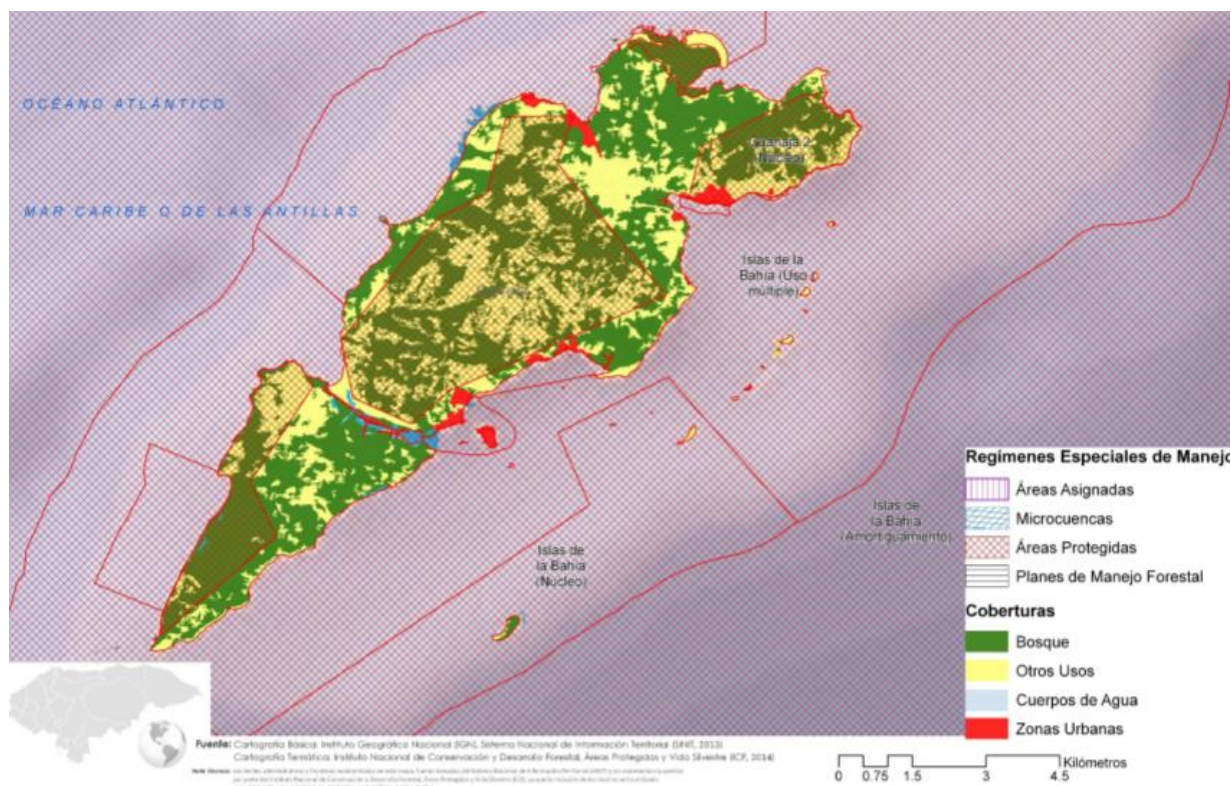 OCÉANO ATLÁNTICO
MAR CARIBE O DE LAS ANTILLAS
Guanaja 2
(Núcleo)
Islas de la
Bahía (Uso
múltiple)
Islas de
la Bahía
(Amortiguamiento)
Islas de
la Bahía
(Núcleo)
Regímenes Especiales de Manejo
Áreas Asignadas
Microcuencas
Áreas Protegidas
Planes de Manejo Forestal
Coberturas
Bosque
Otros Usos
Cuerpos de Agua
Zonas Urbanas
Fuente: Cartografía Básica: Instituto Geográfico Nacional (IGN), Sistema Nacional de Información Territorial (SINIT, 2013)
Cartografía Temática: Instituto Nacional de Conservación y Desarrollo Forestal, Áreas Protegidas y Vida Silvestre (ICF, 2014)
Kilómetros
0 0.75 1.5 3 4.5